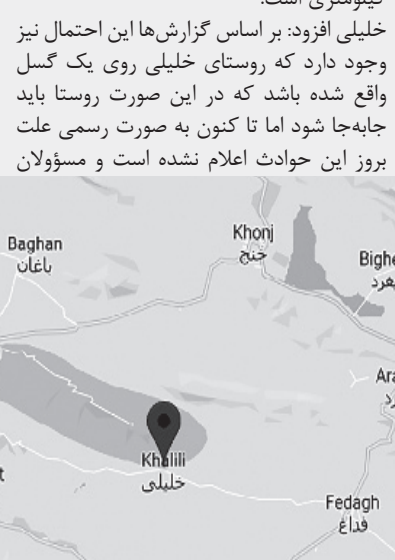 کیلومتری است.
خلیلی افزود: بر اساس گزارش‌ها این احتمال نیز
وجود دارد که روستای خلیلی روی یک گسل
واقع شده باشد که در این صورت روستا باید
جابه‌جا شود اما تا کنون به صورت رسمی علت
بروز این حوادث اعلام نشده است و مسؤولان
Khonj
خنج
Baghan
باغان
Khalili
خلیلی
Fedagh
فداغ